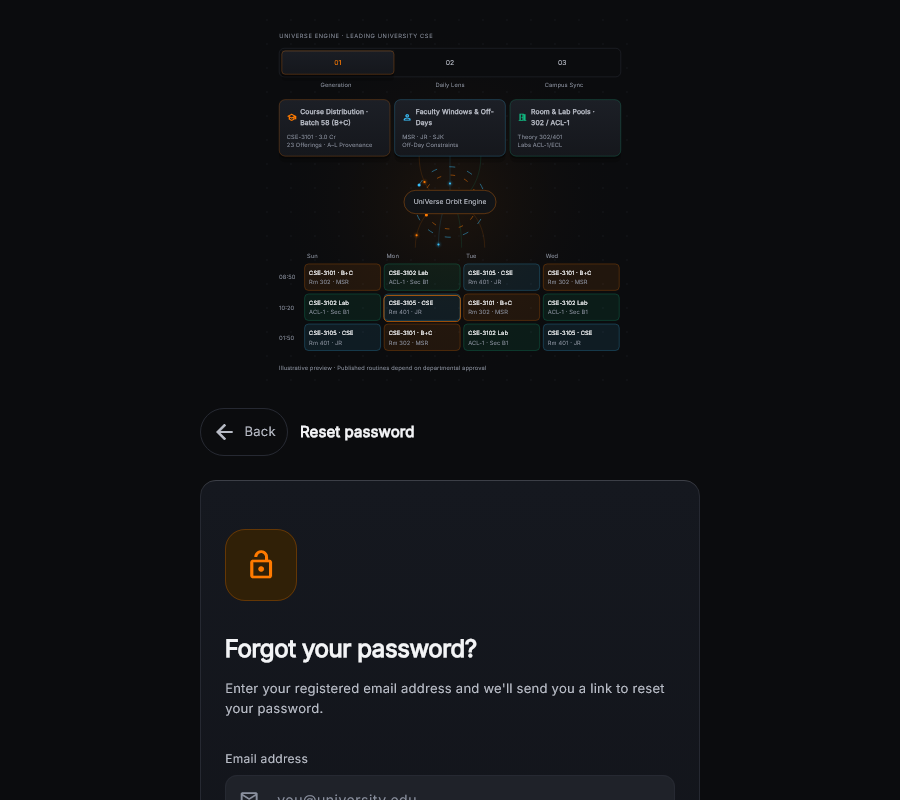 UNIVERSE ENGINE · LEADING UNIVERSITY CSE
01 02 03
Generation Daily Lens Campus Sync
Course Distribution · Batch 58 (B+C)
CSE-3101 · 3.0 Cr
23 Offerings · A–L Provenance
Faculty Windows & Off-Days
MSR · JR · SJK
Off-Day Constraints
Room & Lab Pools · 302 / ACL-1
Theory 302/401
Labs ACL-1/ECL
UniVerse Orbit Engine
Sun Mon Tue Wed
08:50
CSE-3101 · B+C
Rm 302 · MSR
CSE-3102 Lab
ACL-1 · Sec B1
CSE-3105 · CSE
Rm 401 · JR
CSE-3101 · B+C
Rm 302 · MSR
10:20
CSE-3102 Lab
ACL-1 · Sec B1
CSE-3105 · CSE
Rm 401 · JR
CSE-3101 · B+C
Rm 302 · MSR
CSE-3102 Lab
ACL-1 · Sec B1
01:50
CSE-3105 · CSE
Rm 401 · JR
CSE-3101 · B+C
Rm 302 · MSR
CSE-3102 Lab
ACL-1 · Sec B1
CSE-3105 · CSE
Rm 401 · JR
Illustrative preview · Published routines depend on departmental approval
Back
Reset password
Forgot your password?
Enter your registered email address and we'll send you a link to reset
your password.
Email address
you@university.edu